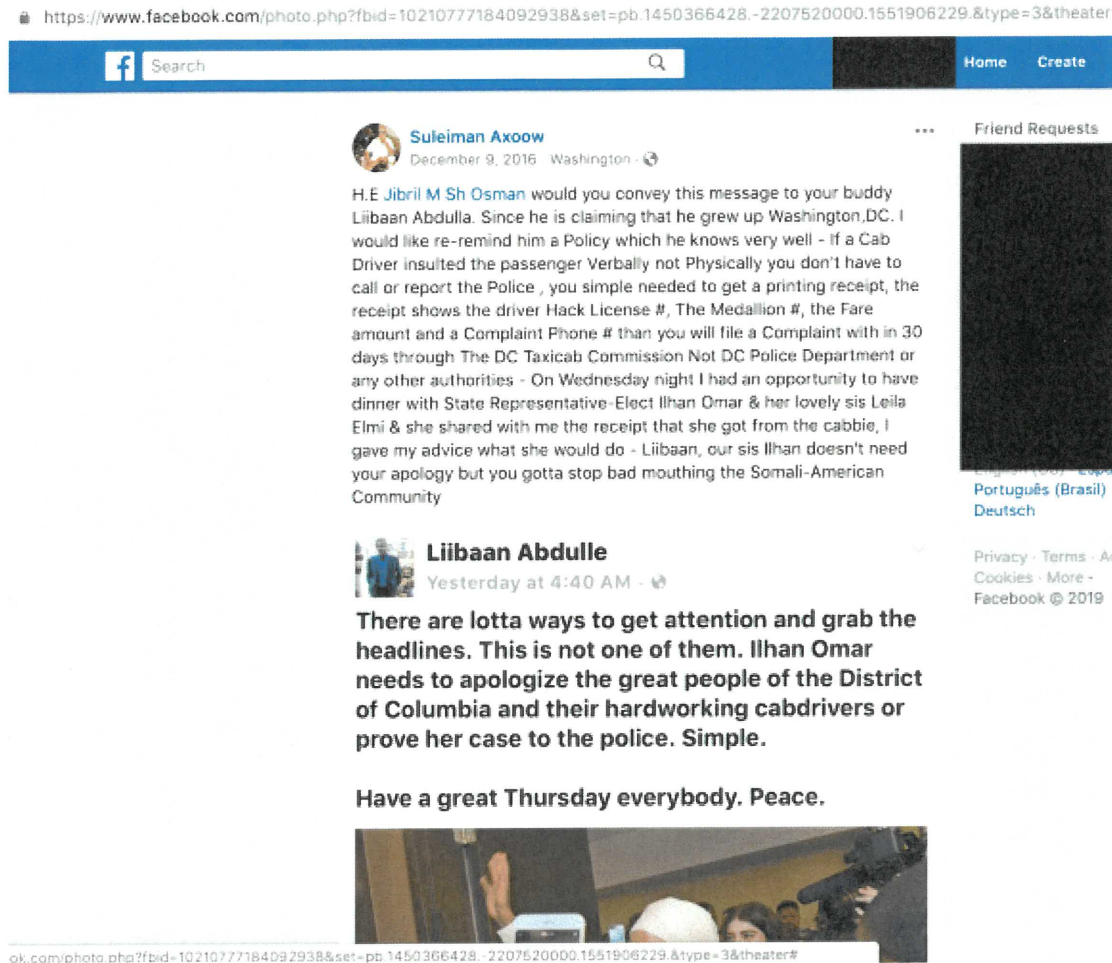 https://www.facebook.com/photo.php?fbid=10210777184092938&set=pb.1450366428.-2207520000.1551906229.&type=3&theater
f
Search
Home Create
Suleiman Axoow
December 9, 2016 · Washington ·
H.E Jibril M Sh Osman would you convey this message to your buddy
Liibaan Abdulla. Since he is claiming that he grew up Washington,DC. I
would like re-remind him a Policy which he knows very well - If a Cab
Driver insulted the passenger Verbally not Physically you don't have to
call or report the Police , you simple needed to get a printing receipt, the
receipt shows the driver Hack License #, The Medallion #, the Fare
amount and a Complaint Phone # than you will file a Complaint with in 30
days through The DC Taxicab Commission Not DC Police Department or
any other authorities - On Wednesday night I had an opportunity to have
dinner with State Representative-Elect Ilhan Omar & her lovely sis Leila
Elmi & she shared with me the receipt that she got from the cabbie, I
gave my advice what she would do - Liibaan, our sis Ilhan doesn't need
your apology but you gotta stop bad mouthing the Somali-American
Community
Liibaan Abdulle
Yesterday at 4:40 AM ·
There are lotta ways to get attention and grab the
headlines. This is not one of them. Ilhan Omar
needs to apologize the great people of the District
of Columbia and their hardworking cabdrivers or
prove her case to the police. Simple.
Have a great Thursday everybody. Peace.
Friend Requests
Português (Brasil)
Deutsch
Privacy · Terms ·
Cookies · More -
Facebook © 2019
ok.com/photo.php?fbid=10210777184092938&set=pb.1450366428.-2207520000.1551906229.&type=3&theater#